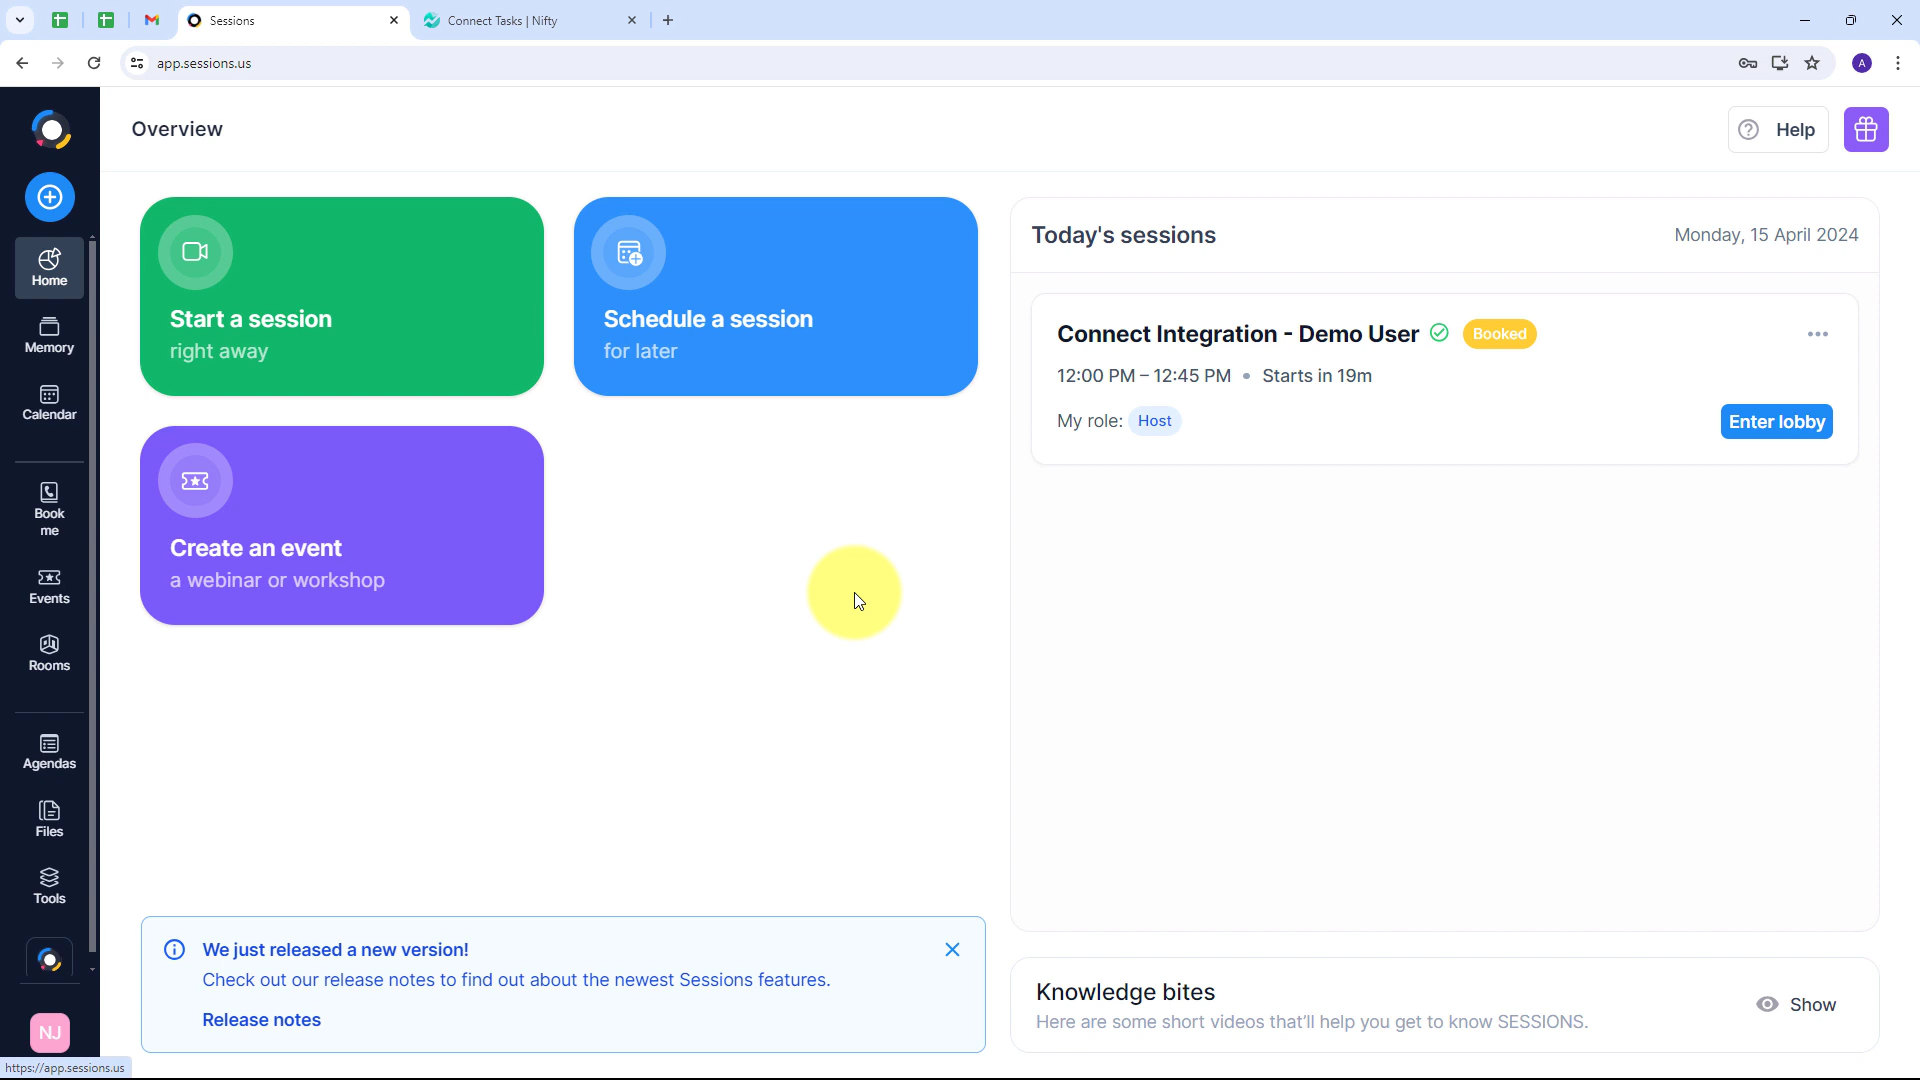 Sessions
Connect Tasks | Nifty
app.sessions.us
A
Overview
Help
Home
Memory
Calendar
Book
me
Events
Rooms
Agendas
Files
Tools
NJ
Start a session
right away
Schedule a session
for later
Create an event
a webinar or workshop
Today's sessions
Monday, 15 April 2024
Connect Integration - Demo User
Booked
12:00 PM – 12:45 PM • Starts in 19m
My role: Host
Enter lobby
We just released a new version!
Check out our release notes to find out about the newest Sessions features.
Release notes
Knowledge bites
Here are some short videos that'll help you get to know SESSIONS.
Show
https://app.sessions.us